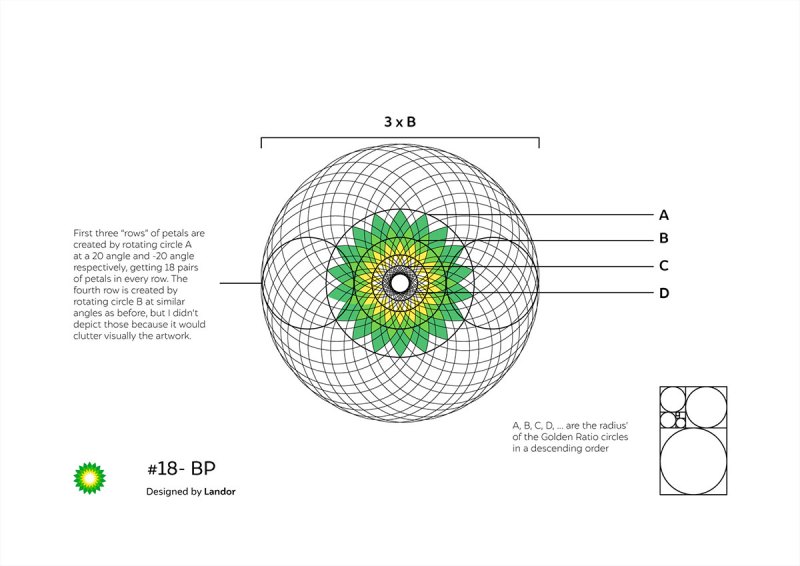 3 x B
A
B
C
D
First three "rows" of petals are
created by rotating circle A
at a 20 angle and -20 angle
respectively, getting 18 pairs
of petals in every row. The
fourth row is created by
rotating circle B at similar
angles as before, but I didn't
depict those because it would
clutter visually the artwork.
A, B, C, D, ... are the radius'
of the Golden Ratio circles
in a descending order
#18- BP
Designed by Landor